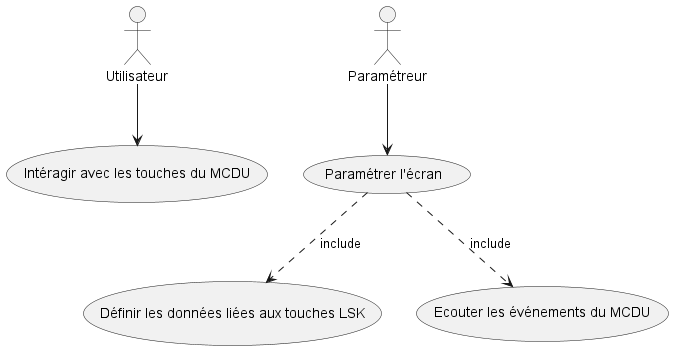 Utilisateur
Paramétreur
Intéragir avec les touches du MCDU
Paramétrer l'écran
include
include
Définir les données liées aux touches LSK
Ecouter les événements du MCDU